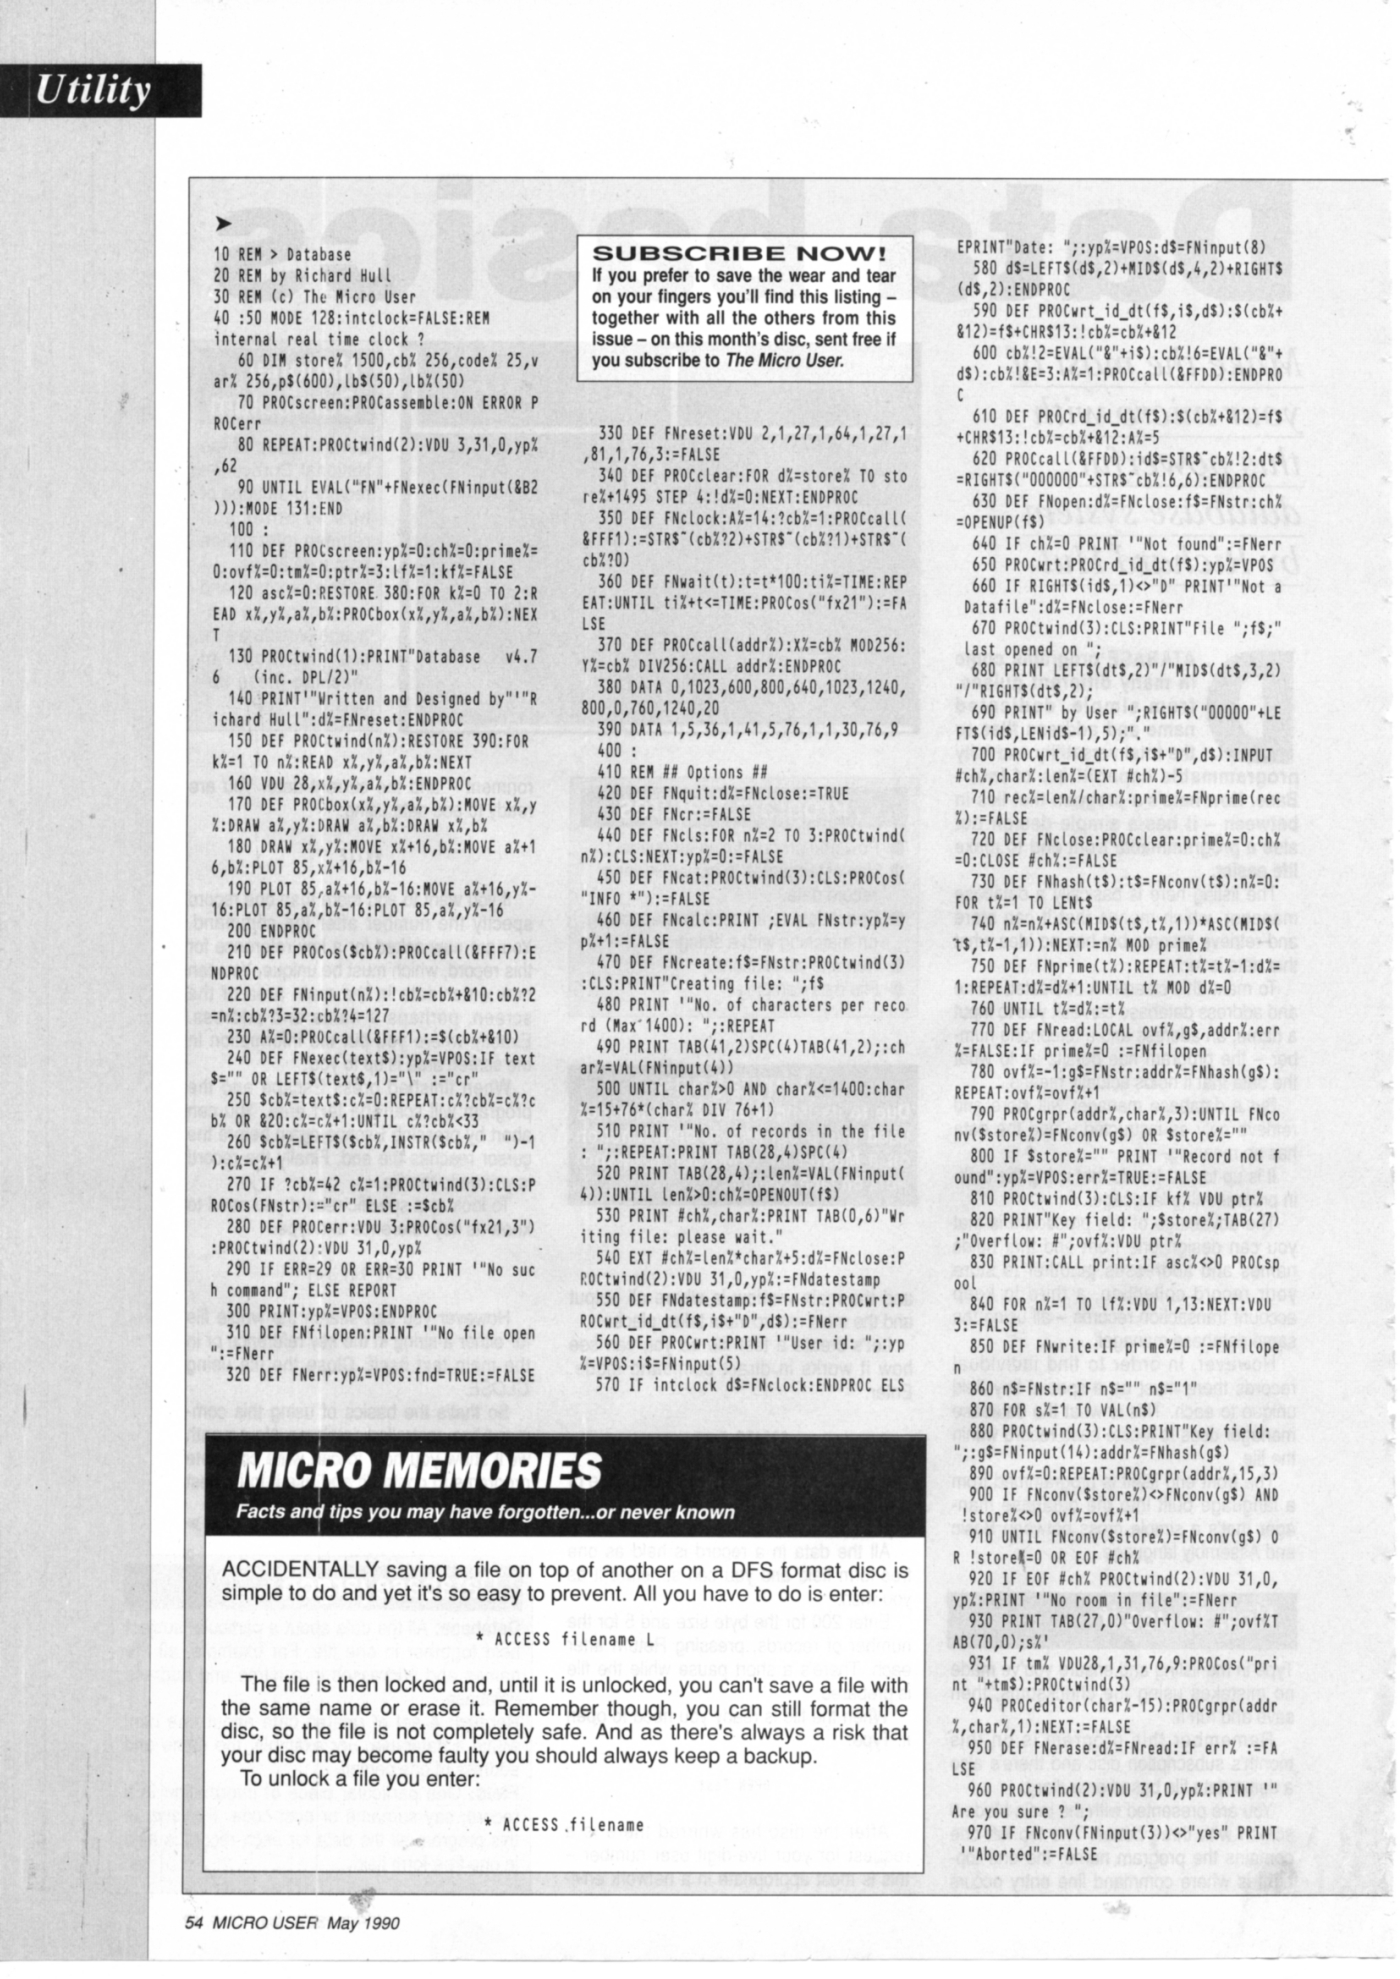 Utility
➤
10 REM > Database
20 REM by Richard Hull
30 REM (c) The Micro User
40 :50 MODE 128:intclock=FALSE:REM
internal real time clock ?
60 DIM store% 1500,cb% 256,code% 25,v
ar% 256,p$(600),lb$(50),lb%(50)
70 PROCscreen:PROCassemble:ON ERROR P
ROCerr
80 REPEAT:PROCtwind(2):VDU 3,31,0,yp%
,62
90 UNTIL EVAL("FN"+FNexec(FNinput(&B2
))):MODE 131:END
100 :
110 DEF PROCscreen:yp%=0:ch%=0:prime%=
0:ovf%=0:tm%=0:ptr%=3:lf%=1:kf%=FALSE
120 asc%=0:RESTORE 380:FOR k%=0 TO 2:R
EAD x%,y%,a%,b%:PROCbox(x%,y%,a%,b%):NEX
T
130 PROCtwind(1):PRINT"Database   v4.7
6    (inc. DPL/2)"
140 PRINT'"Written and Designed by"'"R
ichard Hull":d%=FNreset:ENDPROC
150 DEF PROCtwind(n%):RESTORE 390:FOR
k%=1 TO n%:READ x%,y%,a%,b%:NEXT
160 VDU 28,x%,y%,a%,b%:ENDPROC
170 DEF PROCbox(x%,y%,a%,b%):MOVE x%,y
%:DRAW a%,y%:DRAW a%,b%:DRAW x%,b%
180 DRAW x%,y%:MOVE x%+16,b%:MOVE a%+1
6,b%:PLOT 85,x%+16,b%-16
190 PLOT 85,a%+16,b%-16:MOVE a%+16,y%-
16:PLOT 85,a%,b%-16:PLOT 85,a%,y%-16
200 ENDPROC
210 DEF PROCos($cb%):PROCcall(&FFF7):E
NDPROC
220 DEF FNinput(n%):!cb%=cb%+&10:cb%?2
=n%:cb%?3=32:cb%?4=127
230 A%=0:PROCcall(&FFF1):=$(cb%+&10)
240 DEF FNexec(text$):yp%=VPOS:IF text
$="" OR LEFT$(text$,1)="\" :="cr"
250 $cb%=text$:c%=0:REPEAT:c%?cb%=c%?c
b% OR &20:c%=c%+1:UNTIL c%?cb%<33
260 $cb%=LEFT$($cb%,INSTR($cb%," ")-1
):c%=c%+1
270 IF ?cb%=42 c%=1:PROCtwind(3):CLS:P
ROCos(FNstr):="cr" ELSE :=$cb%
280 DEF PROCerr:VDU 3:PROCos("fx21,3")
:PROCtwind(2):VDU 31,0,yp%
290 IF ERR=29 OR ERR=30 PRINT '"No suc
h command"; ELSE REPORT
300 PRINT:yp%=VPOS:ENDPROC
310 DEF FNfilopen:PRINT '"No file open
":=FNerr
320 DEF FNerr:yp%=VPOS:fnd=TRUE:=FALSE
SUBSCRIBE NOW!
If you prefer to save the wear and tear
on your fingers you'll find this listing –
together with all the others from this
issue – on this month's disc, sent free if
you subscribe to The Micro User.
330 DEF FNreset:VDU 2,1,27,1,64,1,27,1
,81,1,76,3:=FALSE
340 DEF PROCclear:FOR d%=store% TO sto
re%+1495 STEP 4:!d%=0:NEXT:ENDPROC
350 DEF FNclock:A%=14:?cb%=1:PROCcall(
&FFF1):=STR$~(cb%?2)+STR$~(cb%?1)+STR$~(
cb%?0)
360 DEF FNwait(t):t=t*100:ti%=TIME:REP
EAT:UNTIL ti%+t<=TIME:PROCos("fx21"):=FA
LSE
370 DEF PROCcall(addr%):X%=cb% MOD256:
Y%=cb% DIV256:CALL addr%:ENDPROC
380 DATA 0,1023,600,800,640,1023,1240,
800,0,760,1240,20
390 DATA 1,5,36,1,41,5,76,1,1,30,76,9
400 :
410 REM ## Options ##
420 DEF FNquit:d%=FNclose:=TRUE
430 DEF FNcr:=FALSE
440 DEF FNcls:FOR n%=2 TO 3:PROCtwind(
n%):CLS:NEXT:yp%=0:=FALSE
450 DEF FNcat:PROCtwind(3):CLS:PROCos(
"INFO *"):=FALSE
460 DEF FNcalc:PRINT ;EVAL FNstr:yp%=y
p%+1:=FALSE
470 DEF FNcreate:f$=FNstr:PROCtwind(3)
:CLS:PRINT"Creating file: ";f$
480 PRINT '"No. of characters per reco
rd (Max 1400): ";:REPEAT
490 PRINT TAB(41,2)SPC(4)TAB(41,2);:ch
ar%=VAL(FNinput(4))
500 UNTIL char%>0 AND char%<=1400:char
%=15+76*(char% DIV 76+1)
510 PRINT '"No. of records in the file
: ";:REPEAT:PRINT TAB(28,4)SPC(4)
520 PRINT TAB(28,4);:len%=VAL(FNinput(
4)):UNTIL len%>0:ch%=OPENOUT(f$)
530 PRINT #ch%,char%:PRINT TAB(0,6)"Wr
iting file: please wait."
540 EXT #ch%=len%*char%+5:d%=FNclose:P
ROCtwind(2):VDU 31,0,yp%:=FNdatestamp
550 DEF FNdatestamp:f$=FNstr:PROCwrt:P
ROCwrt_id_dt(f$,i$+"D",d$):=FNerr
560 DEF PROCwrt:PRINT '"User id: ";:yp
%=VPOS:i$=FNinput(5)
570 IF intclock d$=FNclock:ENDPROC ELS
EPRINT"Date: ";:yp%=VPOS:d$=FNinput(8)
580 d$=LEFT$(d$,2)+MID$(d$,4,2)+RIGHT$
(d$,2):ENDPROC
590 DEF PROCwrt_id_dt(f$,i$,d$):$(cb%+
&12)=f$+CHR$13:!cb%=cb%+&12
600 cb%!2=EVAL("&"+i$):cb%!6=EVAL("&"+
d$):cb%!&E=3:A%=1:PROCcall(&FFDD):ENDPRO
C
610 DEF PROCrd_id_dt(f$):$(cb%+&12)=f$
+CHR$13:!cb%=cb%+&12:A%=5
620 PROCcall(&FFDD):id$=STR$~cb%!2:dt$
=RIGHT$("000000"+STR$~cb%!6,6):ENDPROC
630 DEF FNopen:d%=FNclose:f$=FNstr:ch%
=OPENUP(f$)
640 IF ch%=0 PRINT '"Not found":=FNerr
650 PROCwrt:PROCrd_id_dt(f$):yp%=VPOS
660 IF RIGHT$(id$,1)<>"D" PRINT'"Not a
Datafile":d%=FNclose:=FNerr
670 PROCtwind(3):CLS:PRINT"File ";f$;"
last opened on ";
680 PRINT LEFT$(dt$,2)"/"MID$(dt$,3,2)
"/"RIGHT$(dt$,2);
690 PRINT" by User ";RIGHT$("00000"+LE
FT$(id$,LENid$-1),5);"."
700 PROCwrt_id_dt(f$,i$+"D",d$):INPUT
#ch%,char%:len%=(EXT #ch%)-5
710 rec%=len%/char%:prime%=FNprime(rec
%):=FALSE
720 DEF FNclose:PROCclear:prime%=0:ch%
=0:CLOSE #ch%:=FALSE
730 DEF FNhash(t$):t$=FNconv(t$):n%=0:
FOR t%=1 TO LENt$
740 n%=n%+ASC(MID$(t$,t%,1))*ASC(MID$(
t$,t%-1,1)):NEXT:=n% MOD prime%
750 DEF FNprime(t%):REPEAT:t%=t%-1:d%=
1:REPEAT:d%=d%+1:UNTIL t% MOD d%=0
760 UNTIL t%=d%:=t%
770 DEF FNread:LOCAL ovf%,g$,addr%:err
%=FALSE:IF prime%=0 :=FNfilopen
780 ovf%=-1:g$=FNstr:addr%=FNhash(g$):
REPEAT:ovf%=ovf%+1
790 PROCgrpr(addr%,char%,3):UNTIL FNco
nv($store%)=FNconv(g$) OR $store%=""
800 IF $store%="" PRINT '"Record not f
ound":yp%=VPOS:err%=TRUE:=FALSE
810 PROCtwind(3):CLS:IF kf% VDU ptr%
820 PRINT"Key field: ";$store%;TAB(27)
;"Overflow: #";ovf%:VDU ptr%
830 PRINT:CALL print:IF asc%<>0 PROCsp
ool
840 FOR n%=1 TO lf%:VDU 1,13:NEXT:VDU
3:=FALSE
850 DEF FNwrite:IF prime%=0 :=FNfilope
n
860 n$=FNstr:IF n$="" n$="1"
870 FOR s%=1 TO VAL(n$)
880 PROCtwind(3):CLS:PRINT"Key field:
";:g$=FNinput(14):addr%=FNhash(g$)
890 ovf%=0:REPEAT:PROCgrpr(addr%,15,3)
900 IF FNconv($store%)<>FNconv(g$) AND
!store%<>0 ovf%=ovf%+1
910 UNTIL FNconv($store%)=FNconv(g$) O
R !store%=0 OR EOF #ch%
920 IF EOF #ch% PROCtwind(2):VDU 31,0,
yp%:PRINT '"No room in file":=FNerr
930 PRINT TAB(27,0)"Overflow: #";ovf%T
AB(70,0);s%'
931 IF tm% VDU28,1,31,76,9:PROCos("pri
nt "+tm$):PROCtwind(3)
940 PROCeditor(char%-15):PROCgrpr(addr
%,char%,1):NEXT:=FALSE
950 DEF FNerase:d%=FNread:IF err% :=FA
LSE
960 PROCtwind(2):VDU 31,0,yp%:PRINT '"
Are you sure ? ";
970 IF FNconv(FNinput(3))<>"yes" PRINT
'"Aborted":=FALSE
MICRO MEMORIES
Facts and tips you may have forgotten...or never known
ACCIDENTALLY saving a file on top of another on a DFS format disc is
simple to do and yet it's so easy to prevent. All you have to do is enter:
* ACCESS filename L
The file is then locked and, until it is unlocked, you can't save a file with
the same name or erase it. Remember though, you can still format the
disc, so the file is not completely safe. And as there's always a risk that
your disc may become faulty you should always keep a backup.
To unlock a file you enter:
* ACCESS filename
54 MICRO USER May 1990